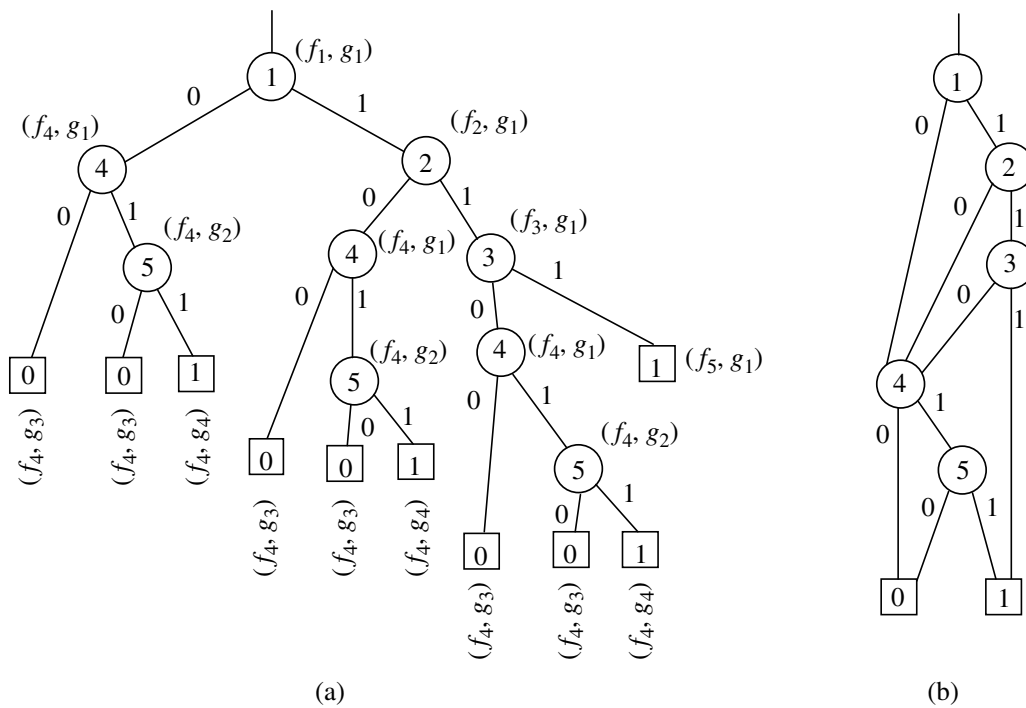 (f1, g1)
1
1
0 1 0 1
(f4, g1) (f2, g1)
4 2 2
0 1 0 1 0 1
(f4, g2) (f4, g1) (f3, g1)
5 4 3 3
0 1 0 1 0 1 0 1
(f4, g2) 4 (f4, g1) (f5, g1)
0 0 1 5 1 4
0 1 0 1 0 1
(f4, g3) (f4, g3) (f4, g4) (f4, g2)
0 0 1 5 5
0 1 0 1
(f4, g3) (f4, g3) (f4, g4) 0 0 1 0 1
(f4, g3) (f4, g3) (f4, g4)
(a) (b)